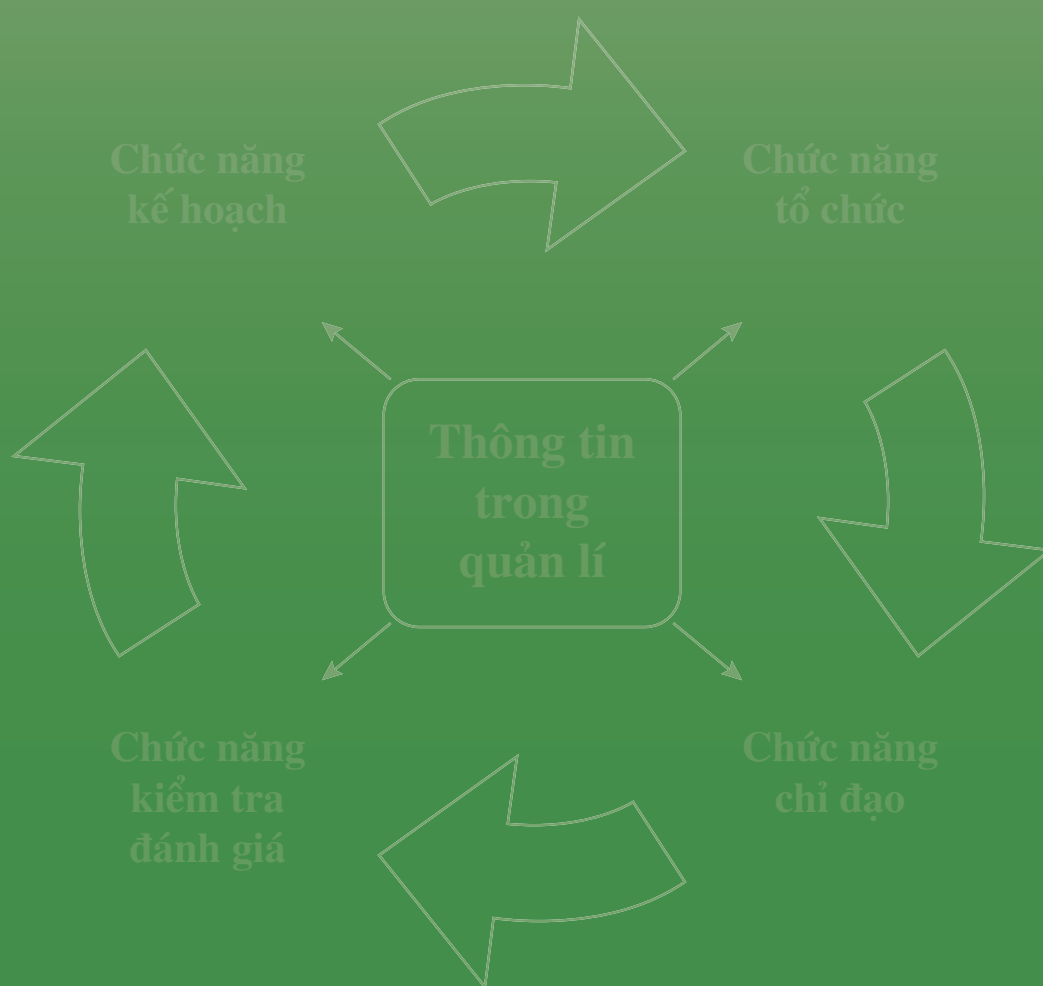 Chức năng
kế hoạch
Chức năng
tổ chức
Thông tin
trong
quản lí
Chức năng
kiểm tra
đánh giá
Chức năng
chỉ đạo